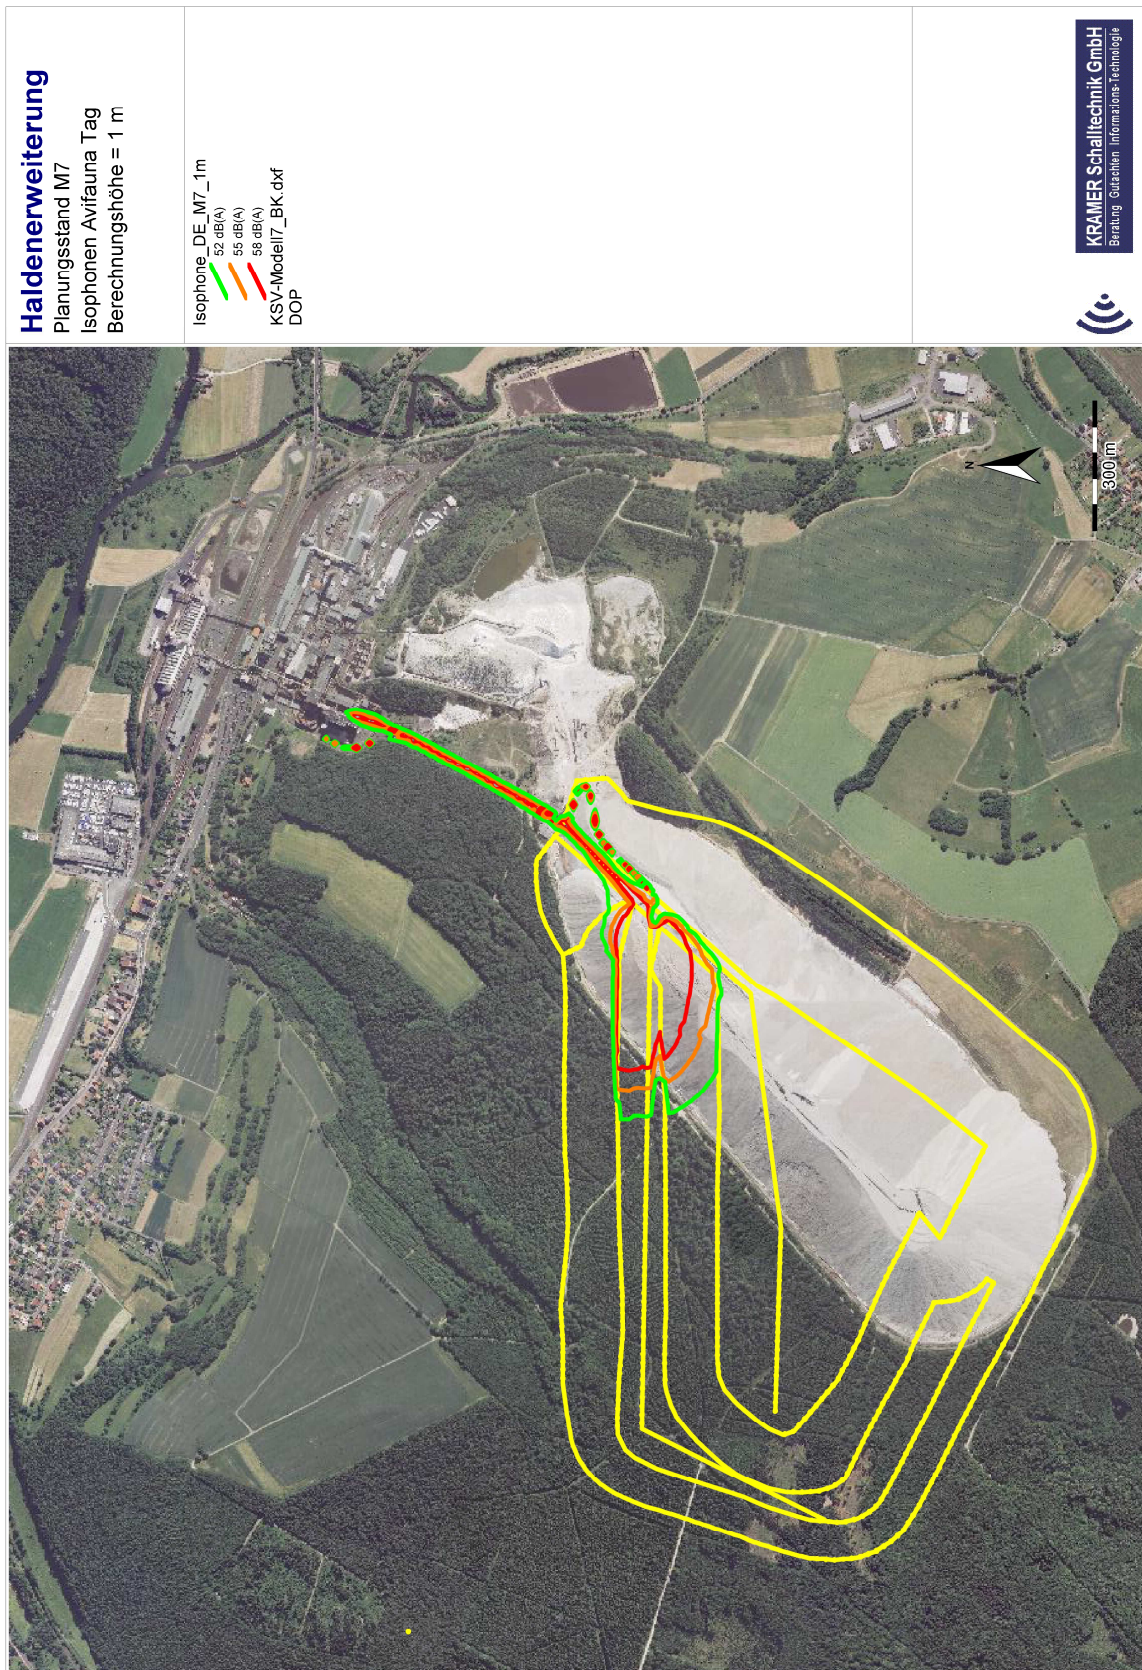 Haldenerweiterung
Planungsstand M7
Isophonen Avifauna Tag
Berechnungshöhe = 1 m
Isophone_DE_M7_1m
52 dB(A)
55 dB(A)
58 dB(A)
KSV-Modell7_BK.dxf
DOP
KRAMER Schalltechnik GmbH
Beratung Gutachten Informations-Technologie
N
300 m